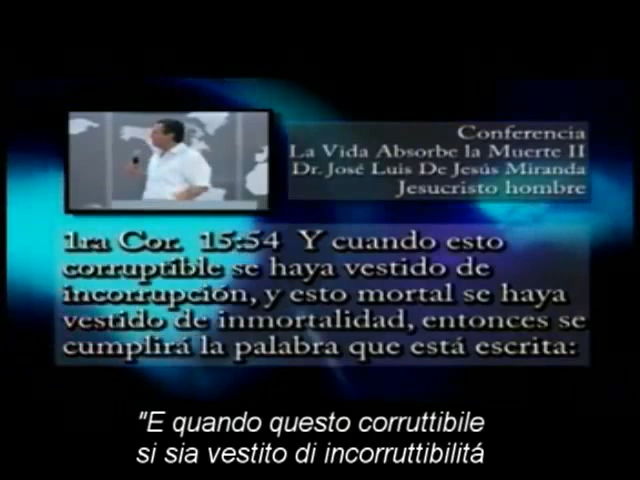 Conferencia
La Vida Absorbe la Muerte II
Dr. José Luis De Jesús Miranda
Jesucristo hombre
1ra Cor. 15:54 Y cuando esto
corruptible se haya vestido de
incorrupción, y esto mortal se haya
vestido de inmortalidad, entonces se
cumplirá la palabra que está escrita:
"E quando questo corruttibile
si sia vestito di incorruttibilitá